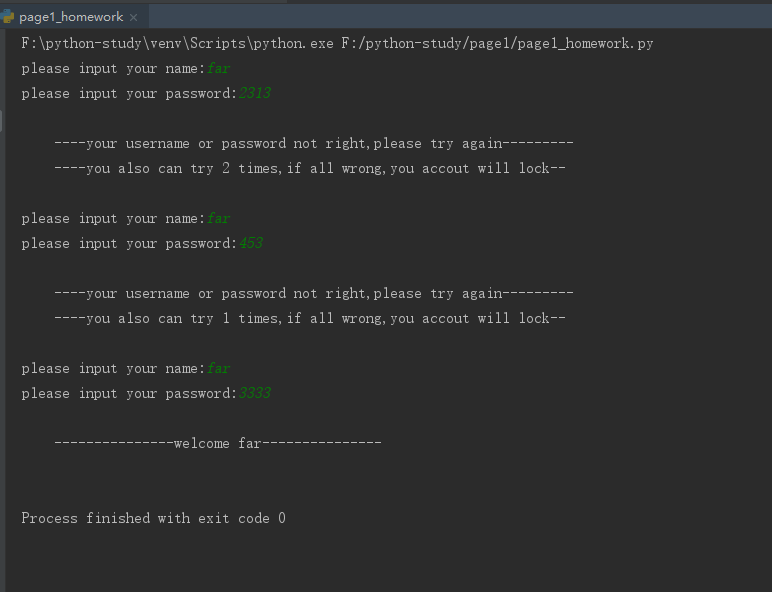 page1_homework
F:\python-study\venv\Scripts\python.exe F:/python-study/page1/page1_homework.py
please input your name:far
please input your password:2313
----your username or password not right,please try again---------
----you also can try 2 times,if all wrong,you accout will lock--
please input your name:far
please input your password:453
----your username or password not right,please try again---------
----you also can try 1 times,if all wrong,you accout will lock--
please input your name:far
please input your password:3333
---------------welcome far---------------
Process finished with exit code 0